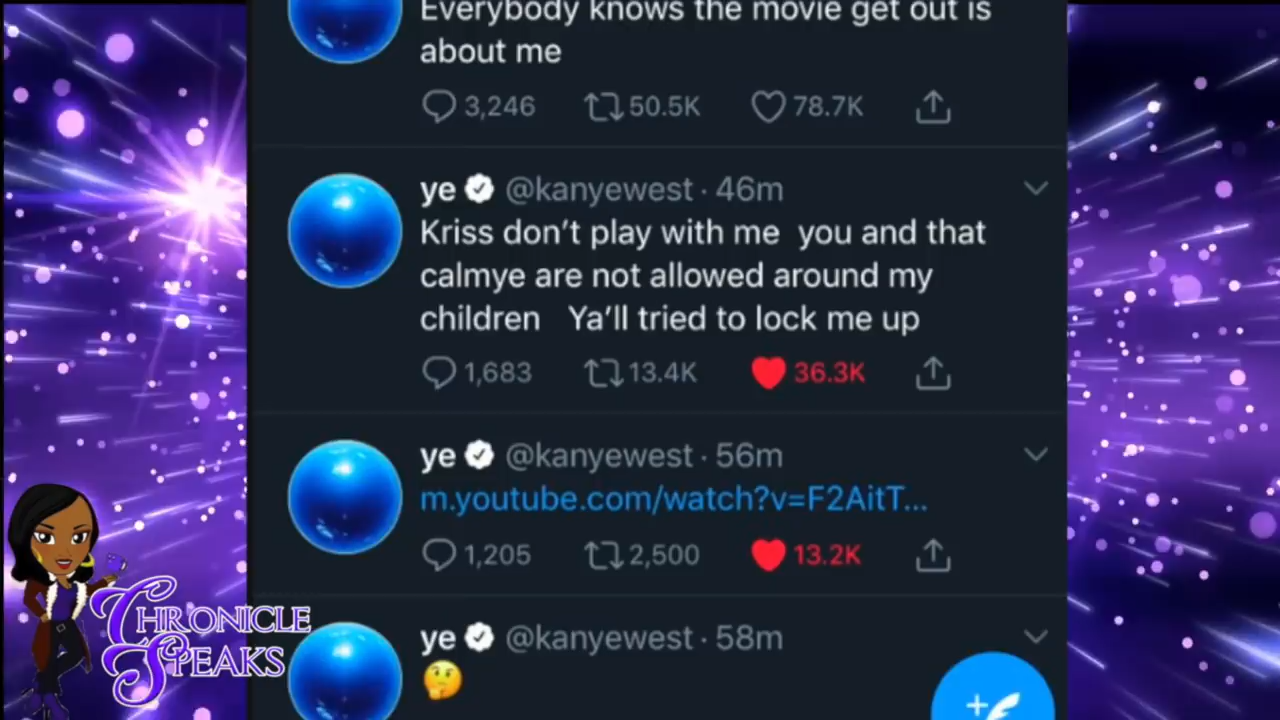 Everybody knows the movie get out is
about me
3,246 50.5K 78.7K
ye @kanyewest · 46m
Kriss don't play with me  you and that
calmye are not allowed around my
children   Ya'll tried to lock me up
1,683 13.4K 36.3K
ye @kanyewest · 56m
m.youtube.com/watch?v=F2AitT...
1,205 2,500 13.2K
ye @kanyewest · 58m
🤔
CHRONICLE
SPEAKS